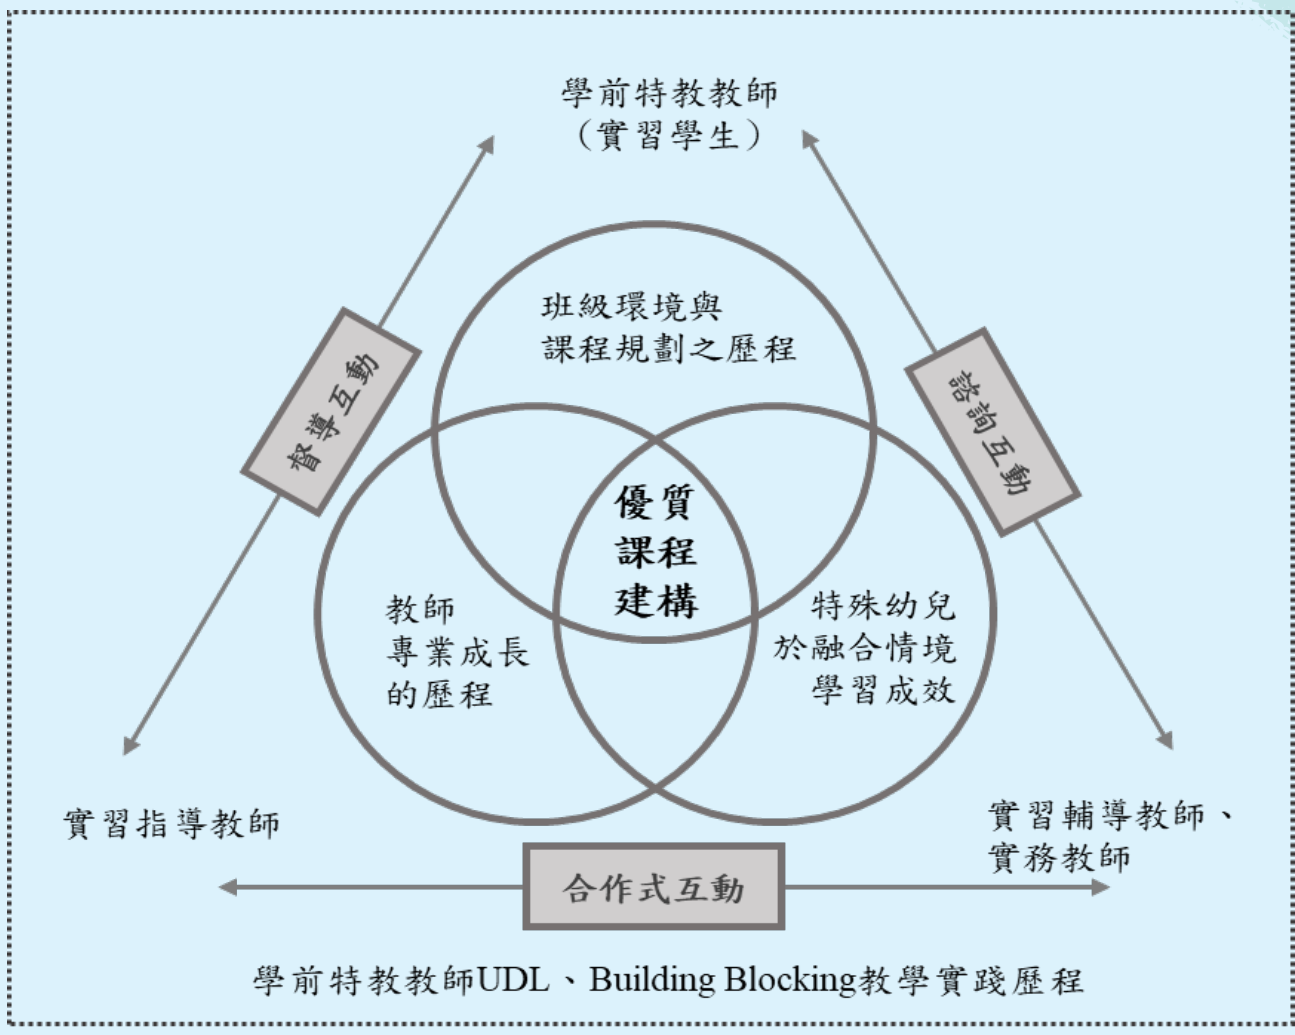 學前特教教師
（實習學生）
班級環境與
課程規劃之歷程
督導互動
諮詢互動
優質
課程
建構
教師
專業成長
的歷程
特殊幼兒
於融合情境
學習成效
實習指導教師
實習輔導教師、
實務教師
合作式互動
學前特教教師UDL、Building Blocking教學實踐歷程